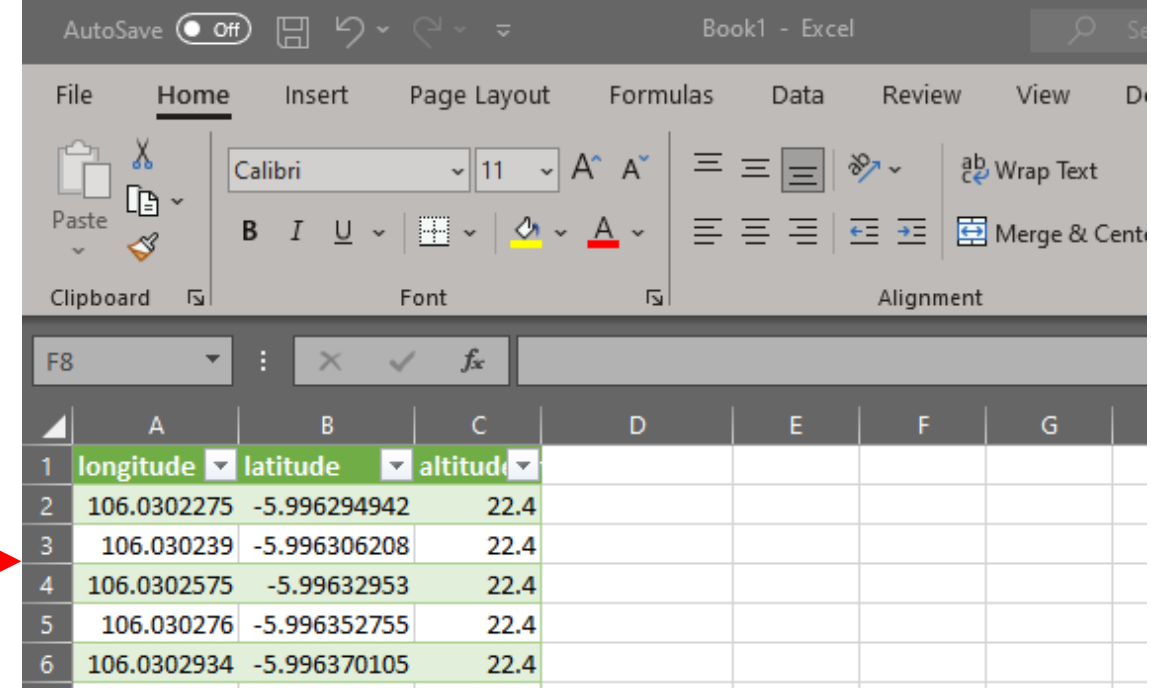 AutoSave Off Book1 - Excel
File Home Insert Page Layout Formulas Data Review View
Calibri 11 A A ab Wrap Text
Paste B I U A Merge & Cente
Clipboard Font Alignment
F8 fx
A B C D E F G
1 longitude latitude altitude
2 106.0302275 -5.996294942 22.4
3 106.030239 -5.996306208 22.4
4 106.0302575 -5.99632953 22.4
5 106.030276 -5.996352755 22.4
6 106.0302934 -5.996370105 22.4